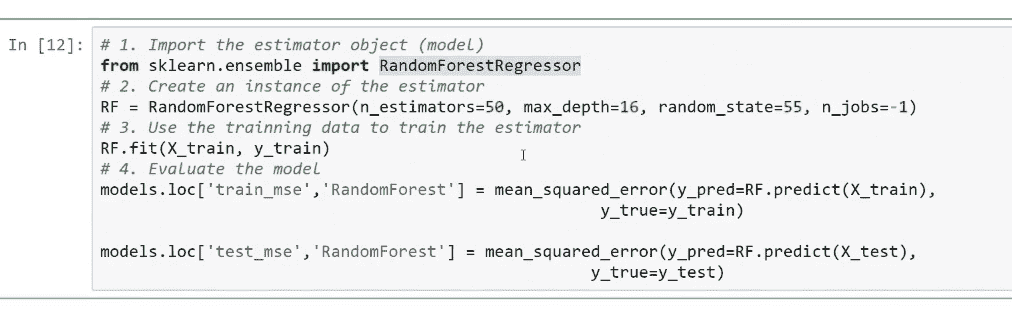 In [12]: # 1. Import the estimator object (model)
from sklearn.ensemble import RandomForestRegressor
# 2. Create an instance of the estimator
RF = RandomForestRegressor(n_estimators=50, max_depth=16, random_state=55, n_jobs=-1)
# 3. Use the trainning data to train the estimator
RF.fit(X_train, y_train)
# 4. Evaluate the model
models.loc['train_mse','RandomForest'] = mean_squared_error(y_pred=RF.predict(X_train),
y_true=y_train)
models.loc['test_mse','RandomForest'] = mean_squared_error(y_pred=RF.predict(X_test),
y_true=y_test)